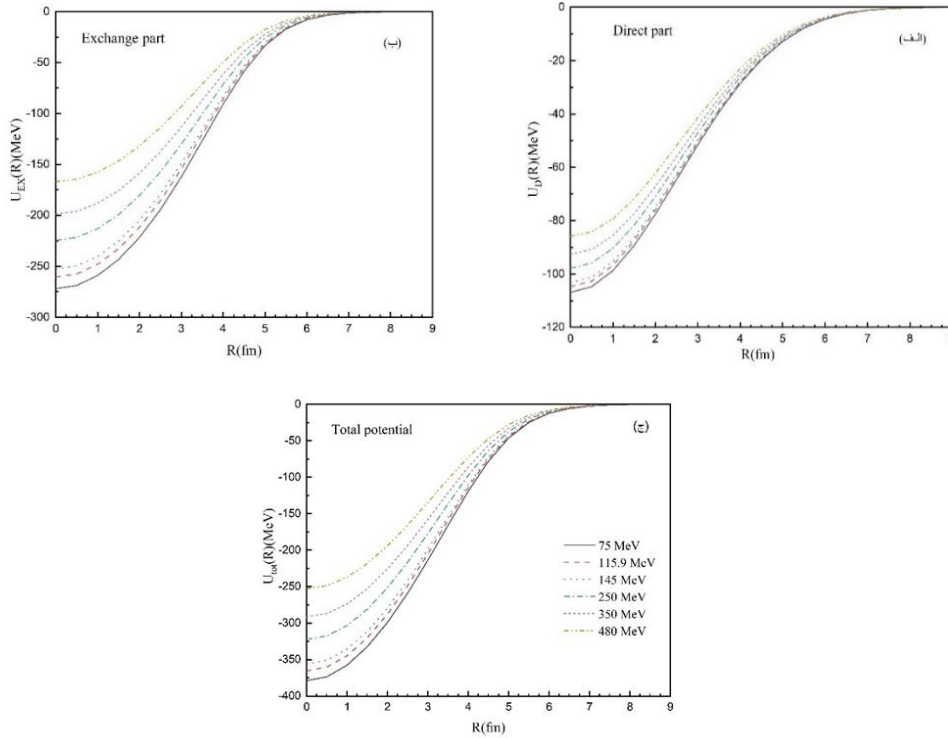 Exchange part
(ب)
U_EX(R)(MeV)
0
-50
-100
-150
-200
-250
-300
0 1 2 3 4 5 6 7 8 9
R(fm)
Direct part
(الف)
U_D(R)(MeV)
0
-20
-40
-60
-80
-100
-120
0 1 2 3 4 5 6 7 8
R(fm)
Total potential
(ج)
U_tot(R)(MeV)
0
-50
-100
-150
-200
-250
-300
-350
-400
75 MeV
115.9 MeV
145 MeV
250 MeV
350 MeV
480 MeV
0 1 2 3 4 5 6 7 8 9
R(fm)